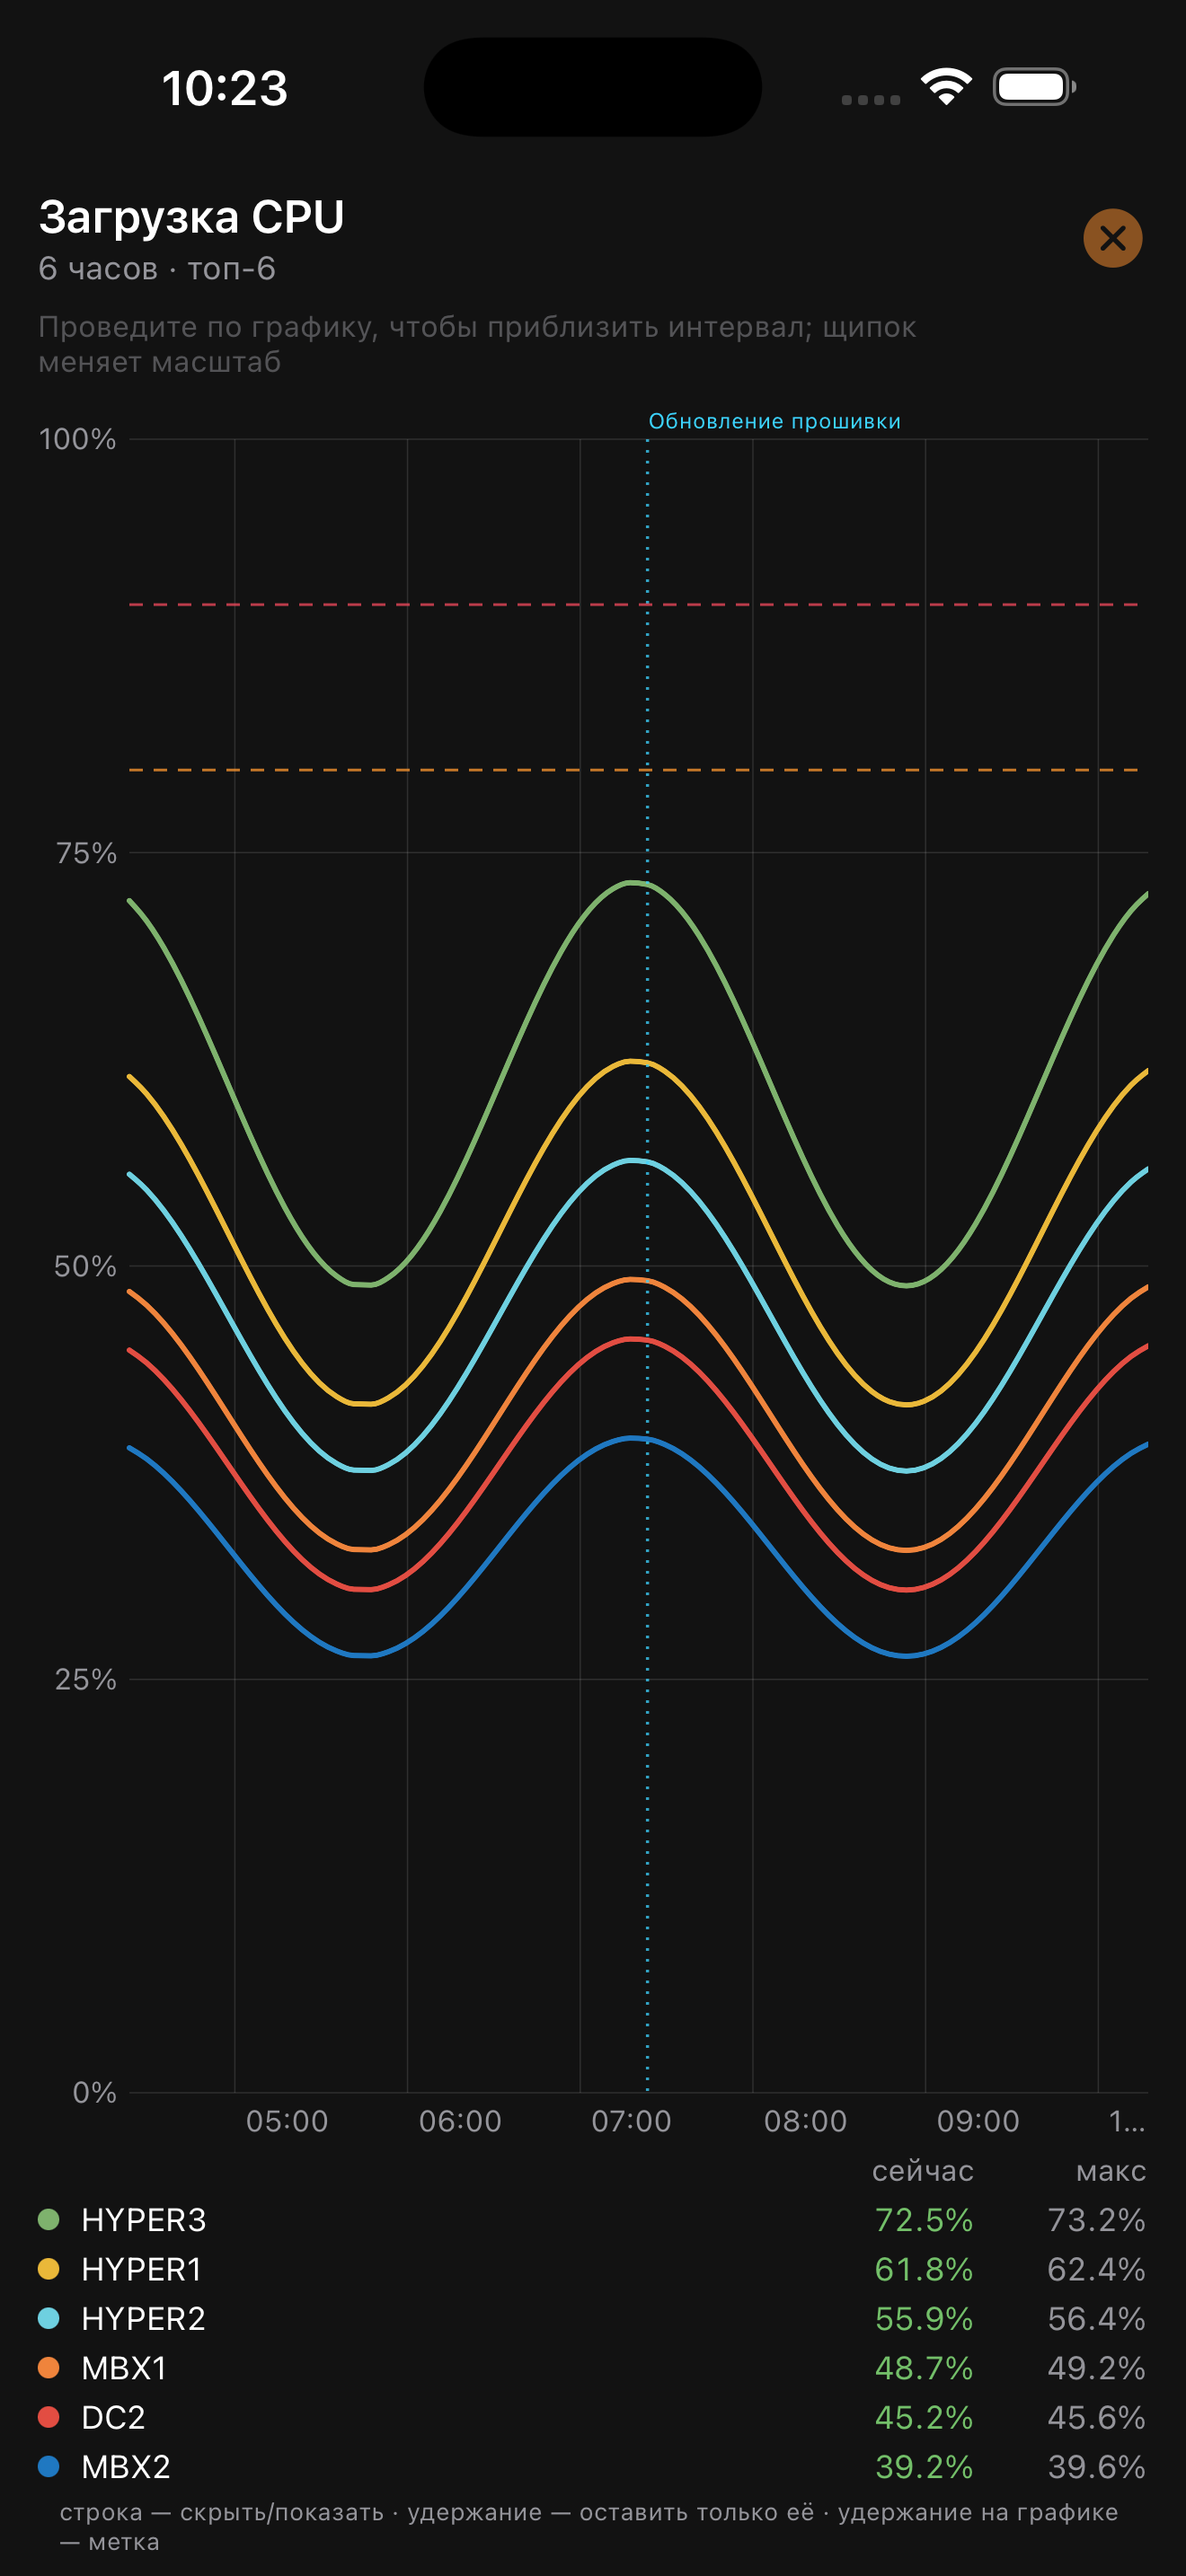 10:23
Загрузка CPU
6 часов · топ-6
Проведите по графику, чтобы приблизить интервал; щипок
меняет масштаб
Обновление прошивки
100%
75%
50%
25%
0%
05:00 06:00 07:00 08:00 09:00 1...
сейчас макс
HYPER3 72.5% 73.2%
HYPER1 61.8% 62.4%
HYPER2 55.9% 56.4%
MBX1 48.7% 49.2%
DC2 45.2% 45.6%
MBX2 39.2% 39.6%
строка — скрыть/показать · удержание — оставить только её · удержание на графике
— метка